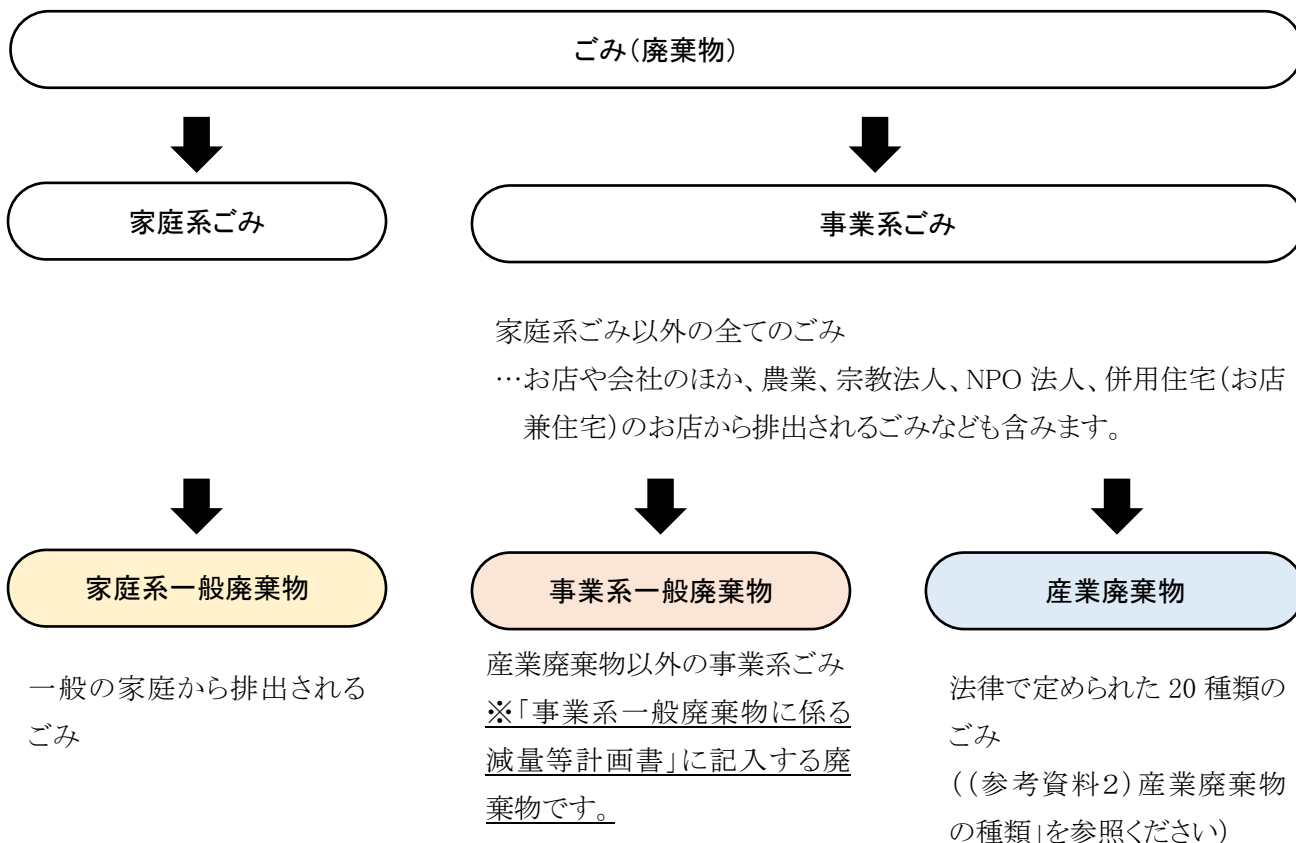 ごみ(廃棄物)
家庭系ごみ
事業系ごみ
家庭系ごみ以外の全てのごみ
…お店や会社のほか、農業、宗教法人、NPO 法人、併用住宅(お店
兼住宅)のお店から排出されるごみなども含みます。
家庭系一般廃棄物
一般の家庭から排出される
ごみ
事業系一般廃棄物
産業廃棄物以外の事業系ごみ
※「事業系一般廃棄物に係る
減量等計画書」に記入する廃
棄物です。
産業廃棄物
法律で定められた 20 種類の
ごみ
((参考資料2)産業廃棄物
の種類」を参照ください)